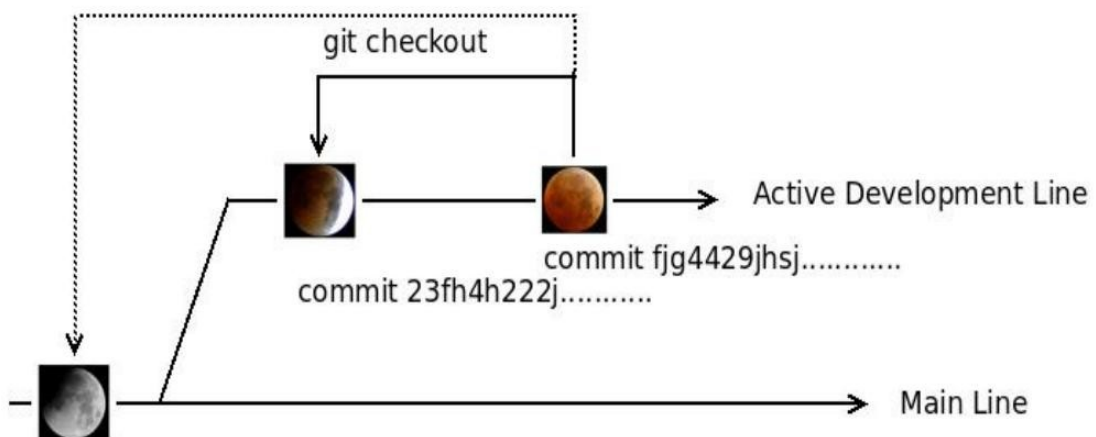 git checkout
Active Development Line
commit fjg4429jhsj............
commit 23fh4h222j...........
Main Line